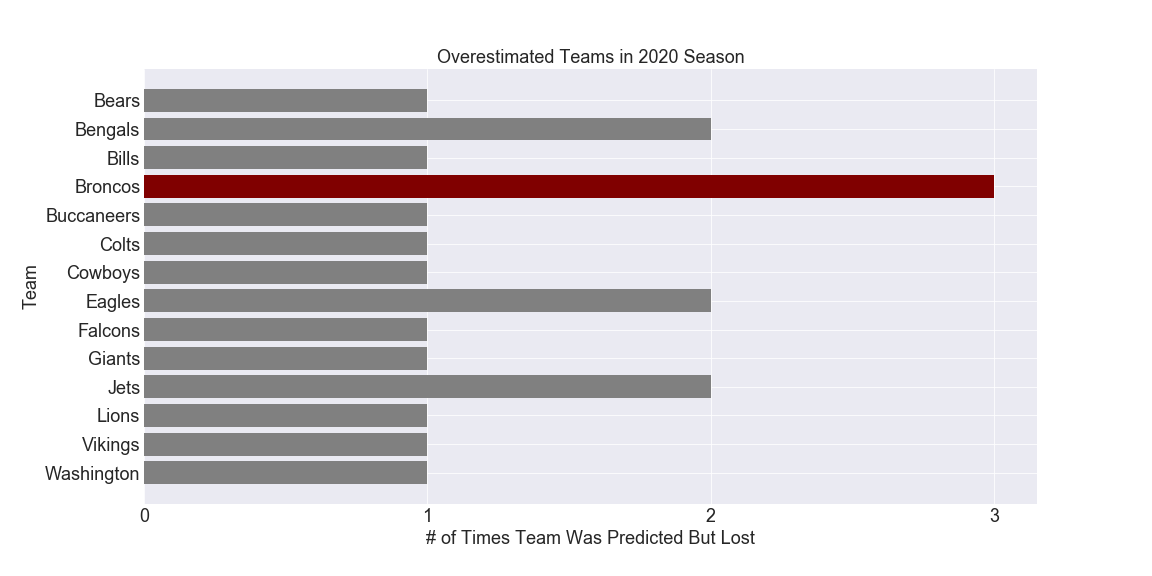 Overestimated Teams in 2020 Season
Bears
Bengals
Bills
Broncos
Buccaneers
Colts
Cowboys
Eagles
Falcons
Giants
Jets
Lions
Vikings
Washington
Team
0 1 2 3
# of Times Team Was Predicted But Lost